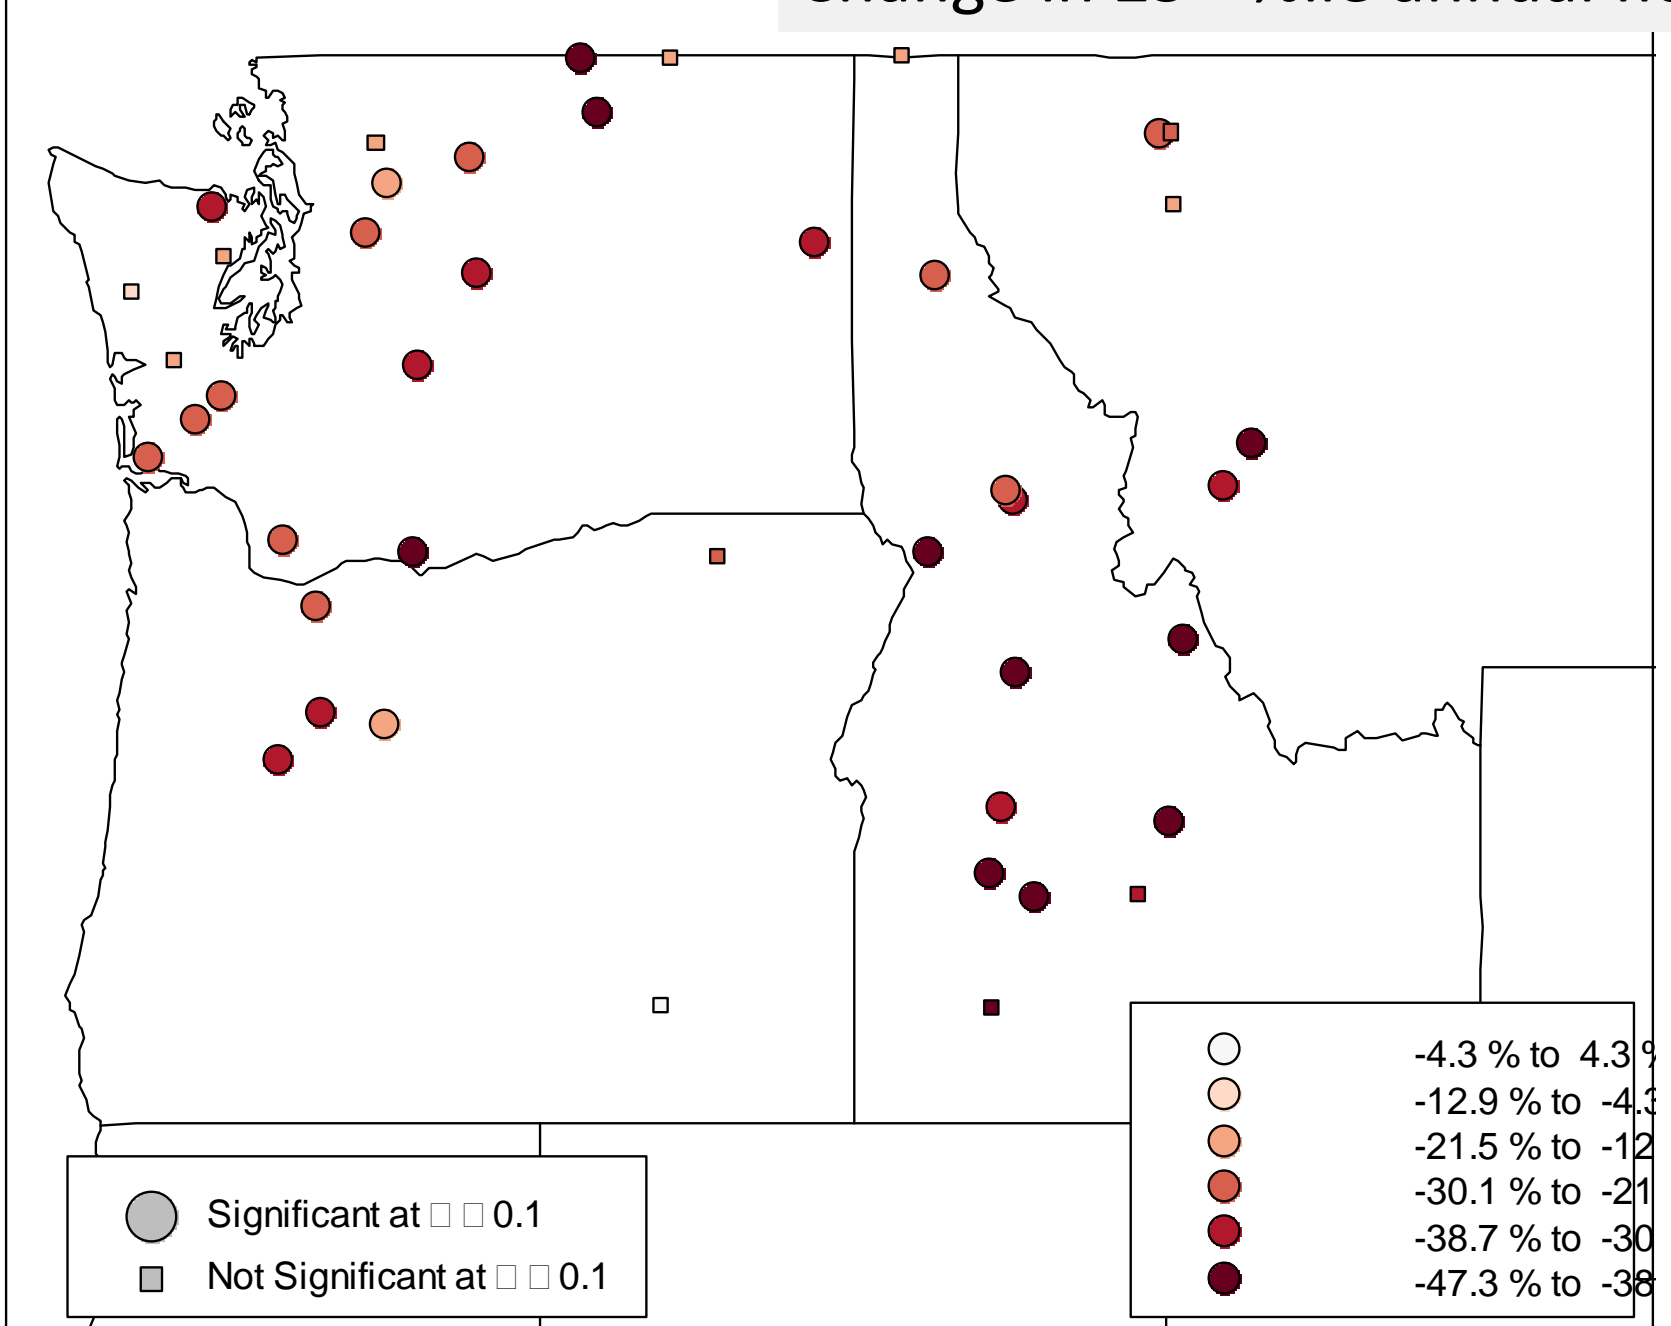 -4.3 % to 4.3 %
-12.9 % to -4.3
-21.5 % to -12
-30.1 % to -21
-38.7 % to -30
-47.3 % to -38
Significant at □ □ 0.1
Not Significant at □ □ 0.1